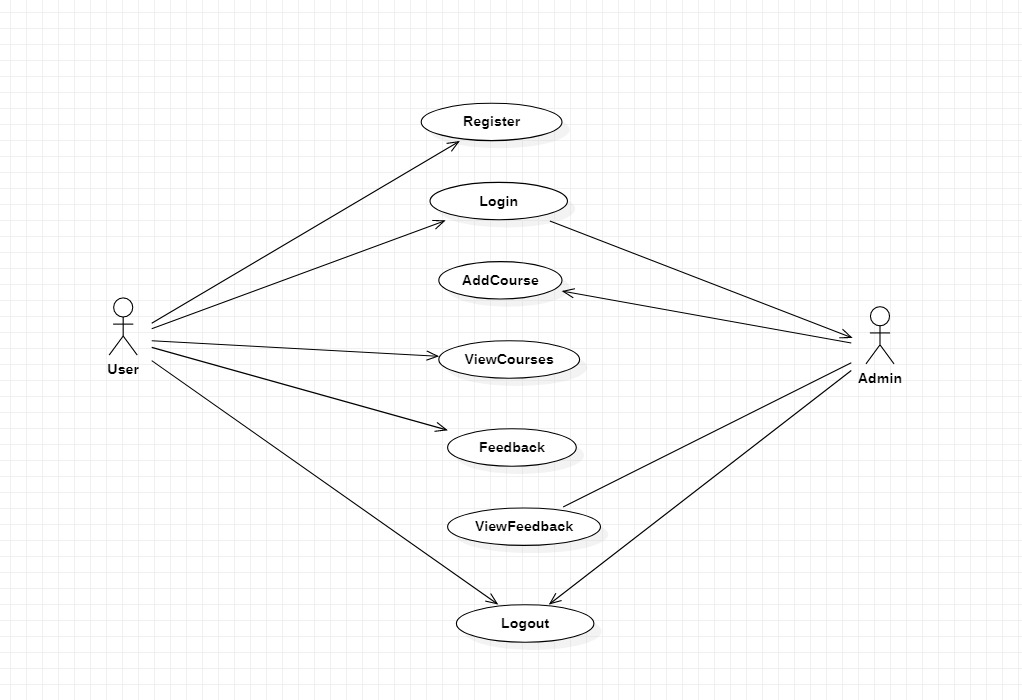 Register
Login
AddCourse
User
ViewCourses
Admin
Feedback
ViewFeedback
Logout